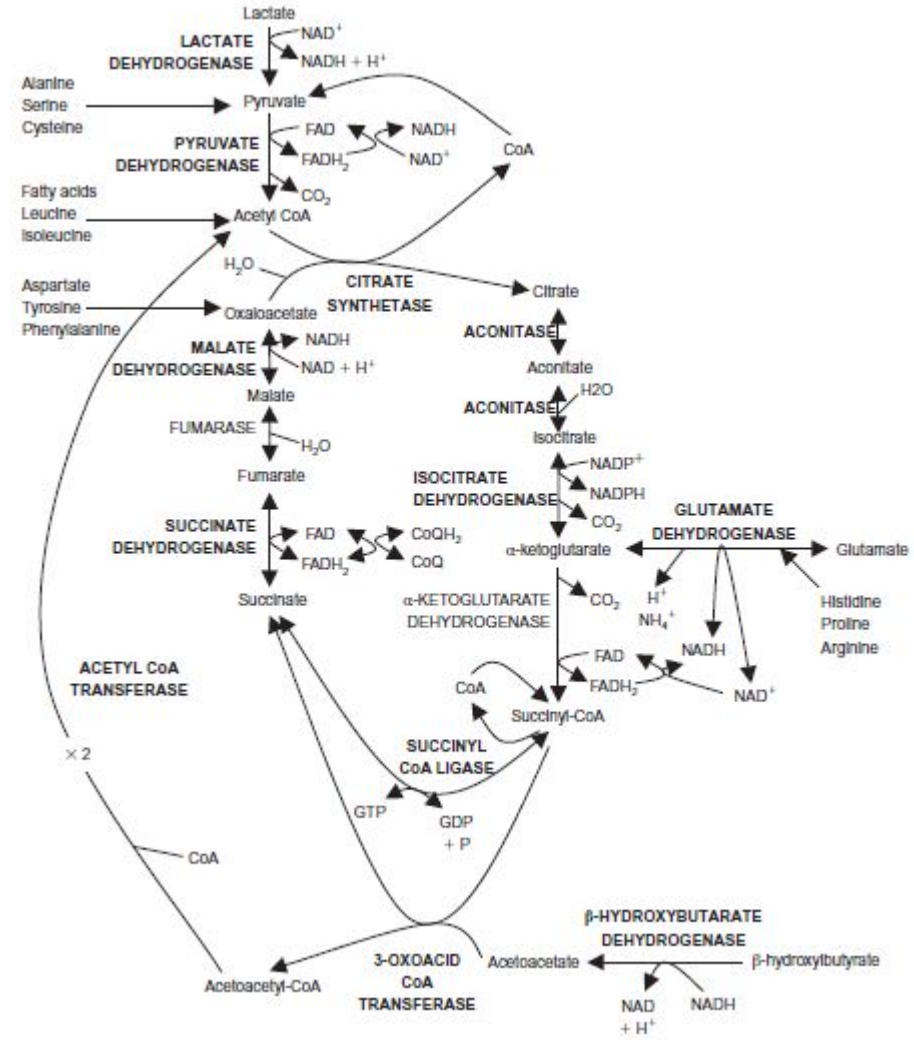 Lactate
NAD⁺
LACTATE
DEHYDROGENASE
NADH + H⁺
Alanine
Serine
Cysteine
Pyruvate
FAD
NADH
PYRUVATE
DEHYDROGENASE
FADH₂
NAD⁺
CoA
CO₂
Fatty acids
Leucine
Isoleucine
Acetyl CoA
H₂O
CITRATE
SYNTHETASE
Citrate
Aspartate
Tyrosine
Phenylalanine
Oxaloacetate
NADH
MALATE
DEHYDROGENASE
NAD + H⁺
ACONITASE
Aconitate
Malate
ACONITASE
H2O
FUMARASE
H₂O
Isocitrate
Fumarate
ISOCITRATE
DEHYDROGENASE
NADP⁺
NADPH
CO₂
GLUTAMATE
DEHYDROGENASE
SUCCINATE
DEHYDROGENASE
FAD
FADH₂
CoQH₂
CoQ
α-ketoglutarate
Glutamate
Succinate
α-KETOGLUTARATE
DEHYDROGENASE
CO₂
H⁺
NH₄⁺
Histidine
Proline
Arginine
NADH
FAD
FADH₂
NAD⁺
ACETYL CoA
TRANSFERASE
CoA
Succinyl-CoA
× 2
SUCCINYL
CoA LIGASE
GTP
GDP
+ P
CoA
β-HYDROXYBUTARATE
DEHYDROGENASE
3-OXOACID
CoA
TRANSFERASE
Acetoacetate
β-hydroxylbutyrate
Acetoacetyl-CoA
NAD
+ H⁺
NADH